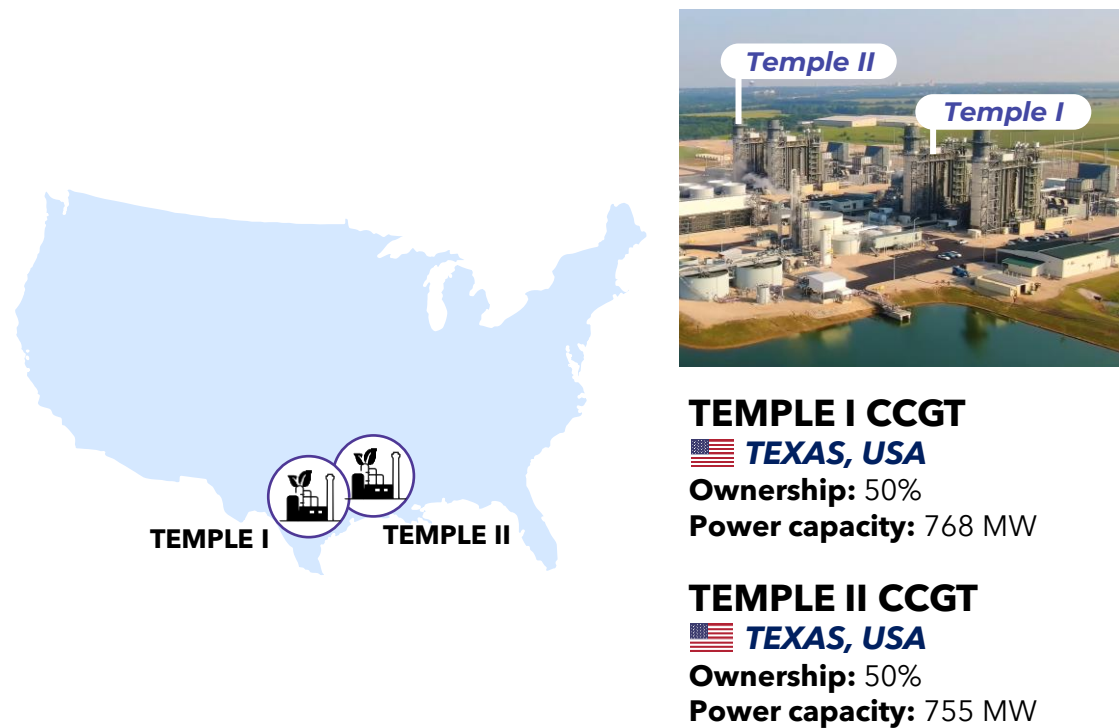 Temple II
Temple I
TEMPLE I
TEMPLE II
TEMPLE I CCGT
TEXAS, USA
Ownership: 50%
Power capacity: 768 MW
TEMPLE II CCGT
TEXAS, USA
Ownership: 50%
Power capacity: 755 MW